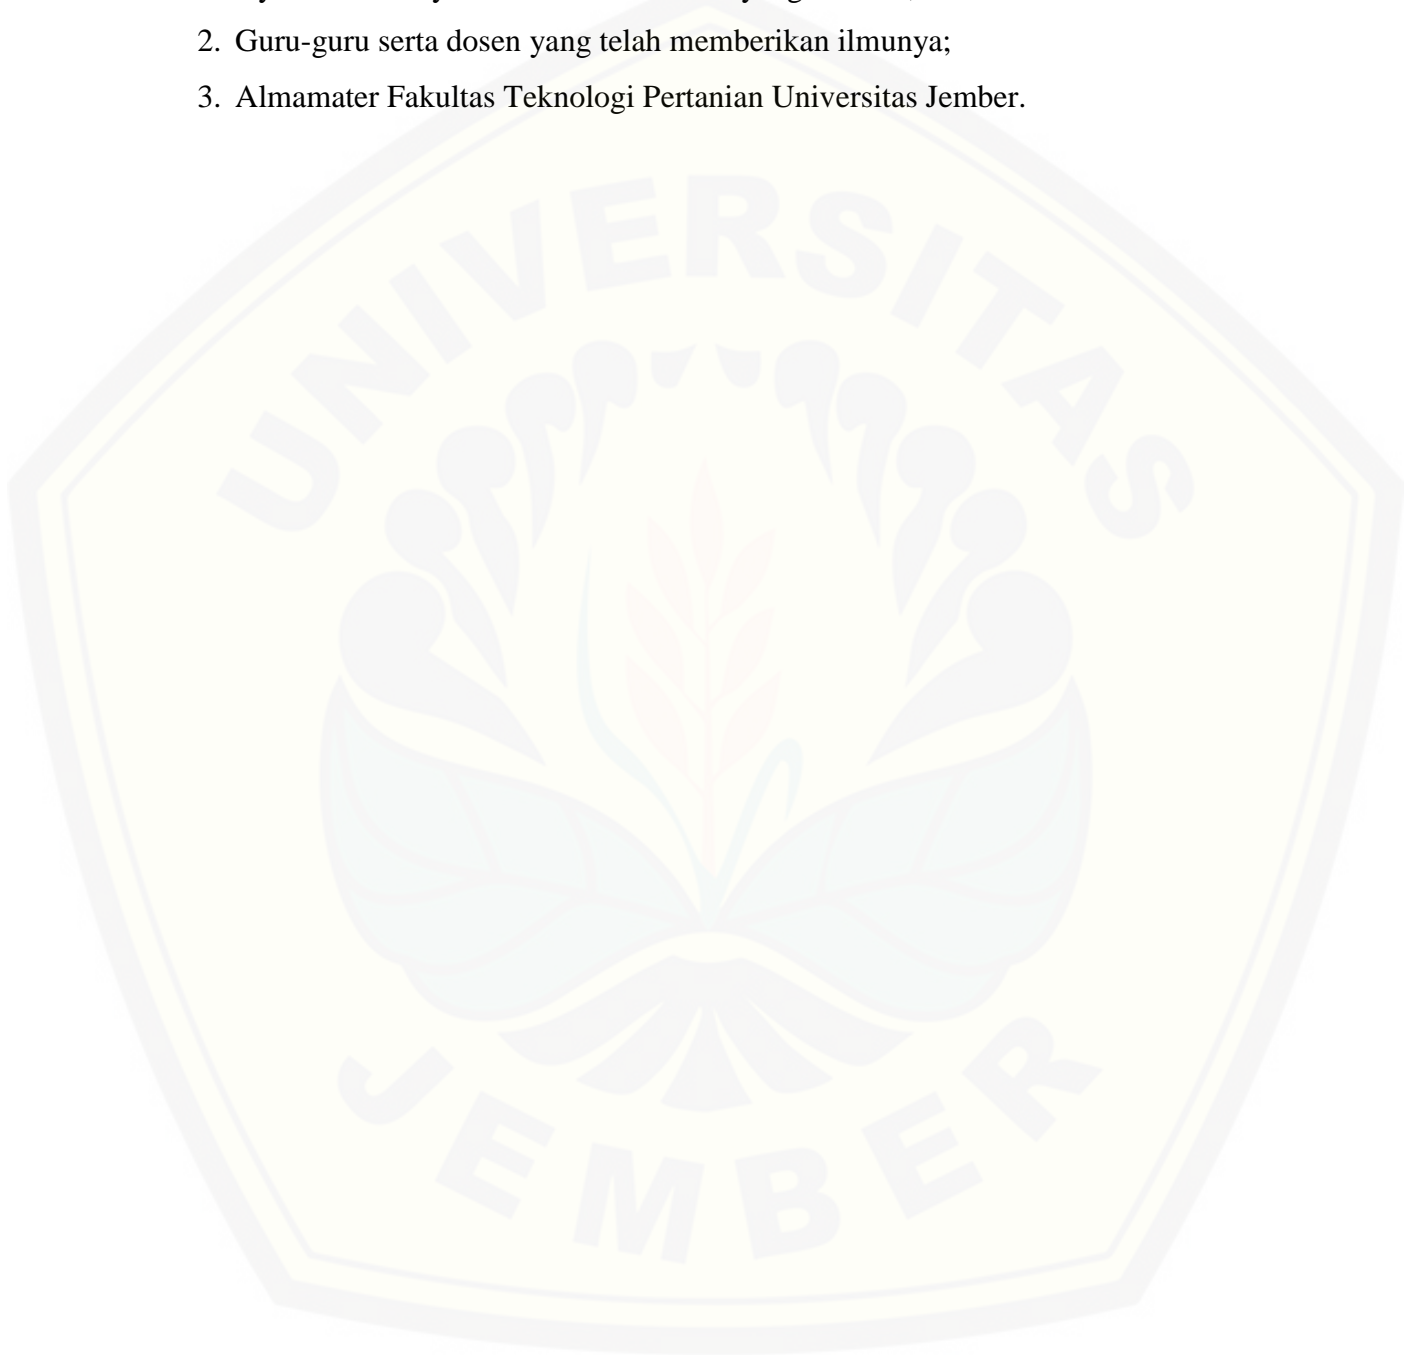 2. Guru-guru serta dosen yang telah memberikan ilmunya;
3. Almamater Fakultas Teknologi Pertanian Universitas Jember.
UNIVERSITAS
JEMBER